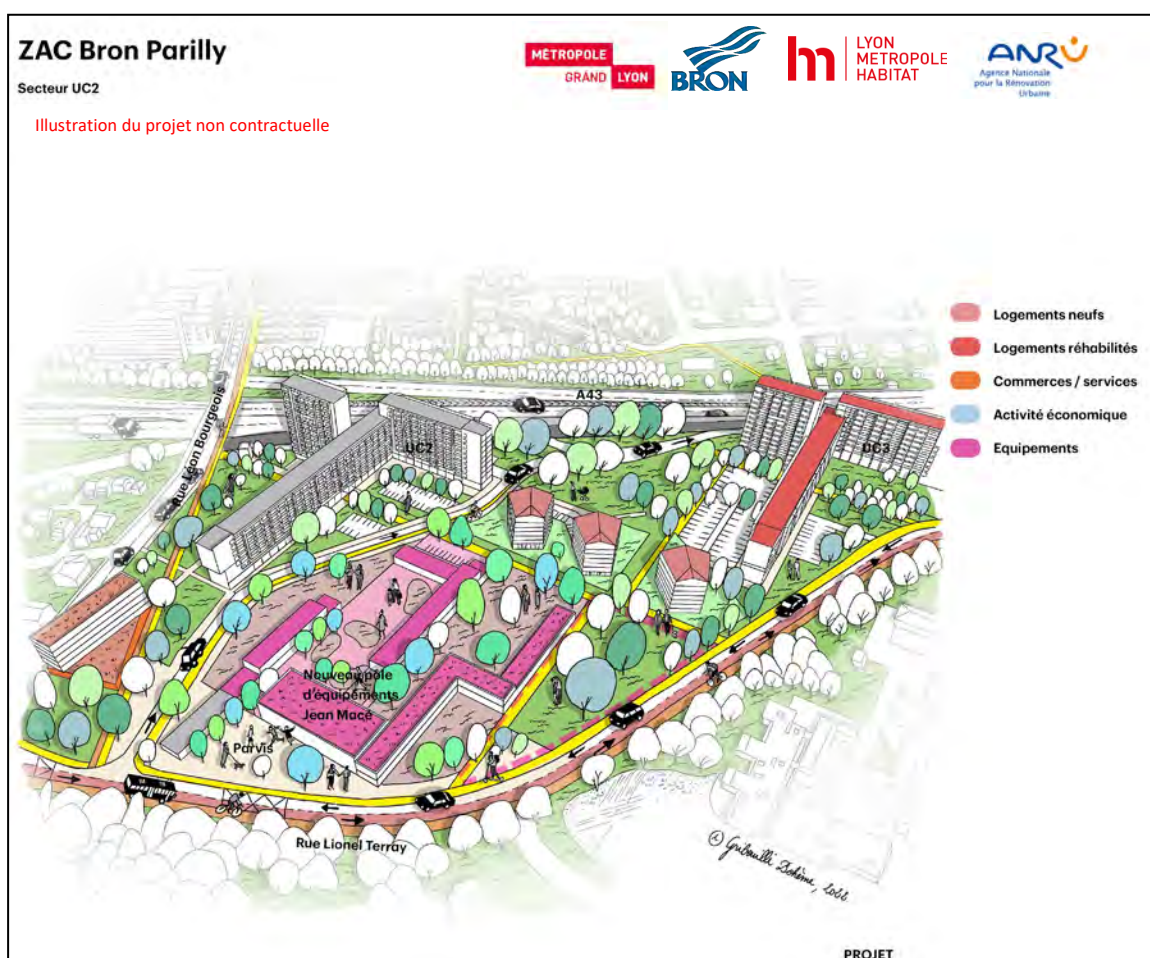 ZAC Bron Parilly
Secteur UC2
MÉTROPOLE
GRAND LYON
BRON
hm
LYON
METROPOLE
HABITAT
ANRU
Agence Nationale
pour la Rénovation
Urbaine
Illustration du projet non contractuelle
Logements neufs
Logements réhabilités
Commerces / services
Activité économique
Equipements
A43
Rue Léon Bourgeois
UC2
UC3
Nouveau pôle
d'équipements
Jean Macé
Parvis
Rue Lionel Terray
PROJET